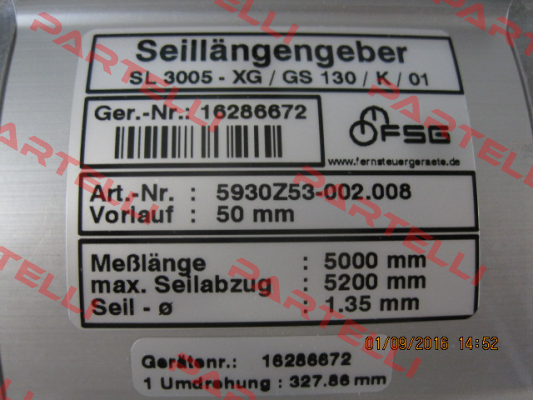 Seillängengeber
SL 3005 - XG / GS 130 / K / 01
Ger.-Nr.: 16286672
FSG
www.fernsteuergeraete.de
Art.-Nr. : 5930Z53-002.008
Vorlauf : 50 mm
Meßlänge : 5000 mm
max. Seilabzug : 5200 mm
Seil - ø : 1.35 mm
01/09/2016 14:52
Gerätenr.: 16286672
1 Umdrehung : 327.86 mm
PARTELLI
PARTELLI
PARTELLI
PARTELLI
PARTELLI
PARTELLI